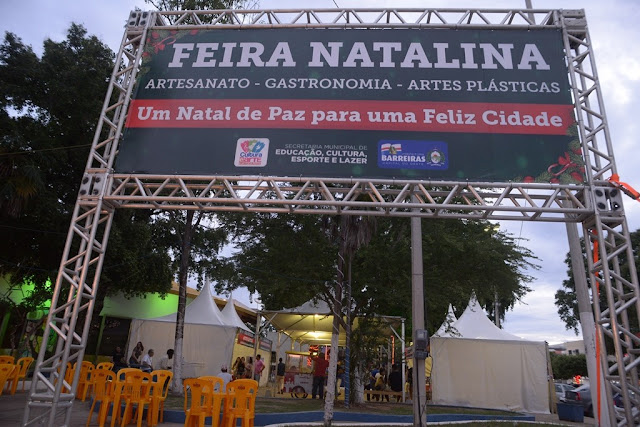 FEIRA NATALINA
ARTESANATO - GASTRONOMIA - ARTES PLÁSTICAS
Um Natal de Paz para uma Feliz Cidade
SECRETARIA MUNICIPAL DE
EDUCAÇÃO, CULTURA,
ESPORTE E LAZER
BARREIRAS